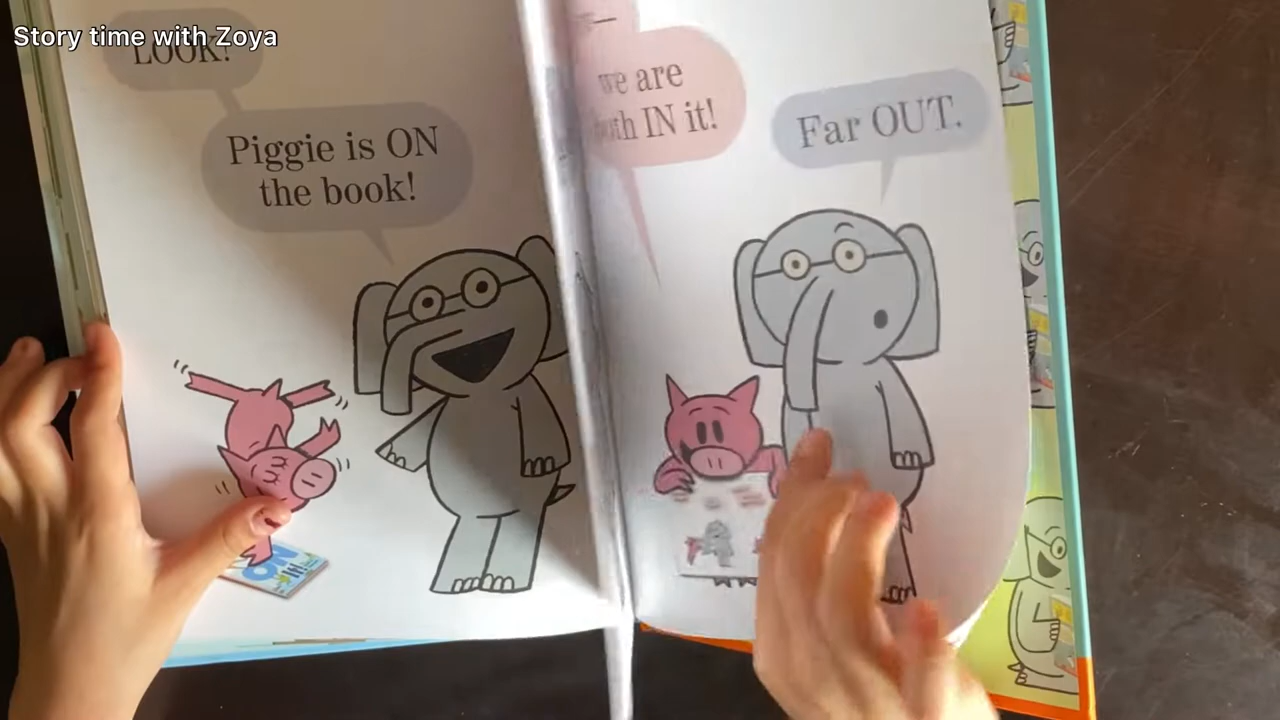 Story time with Zoya
LOOK!
Piggie is ON
the book!
we are
IN it!
Far OUT.